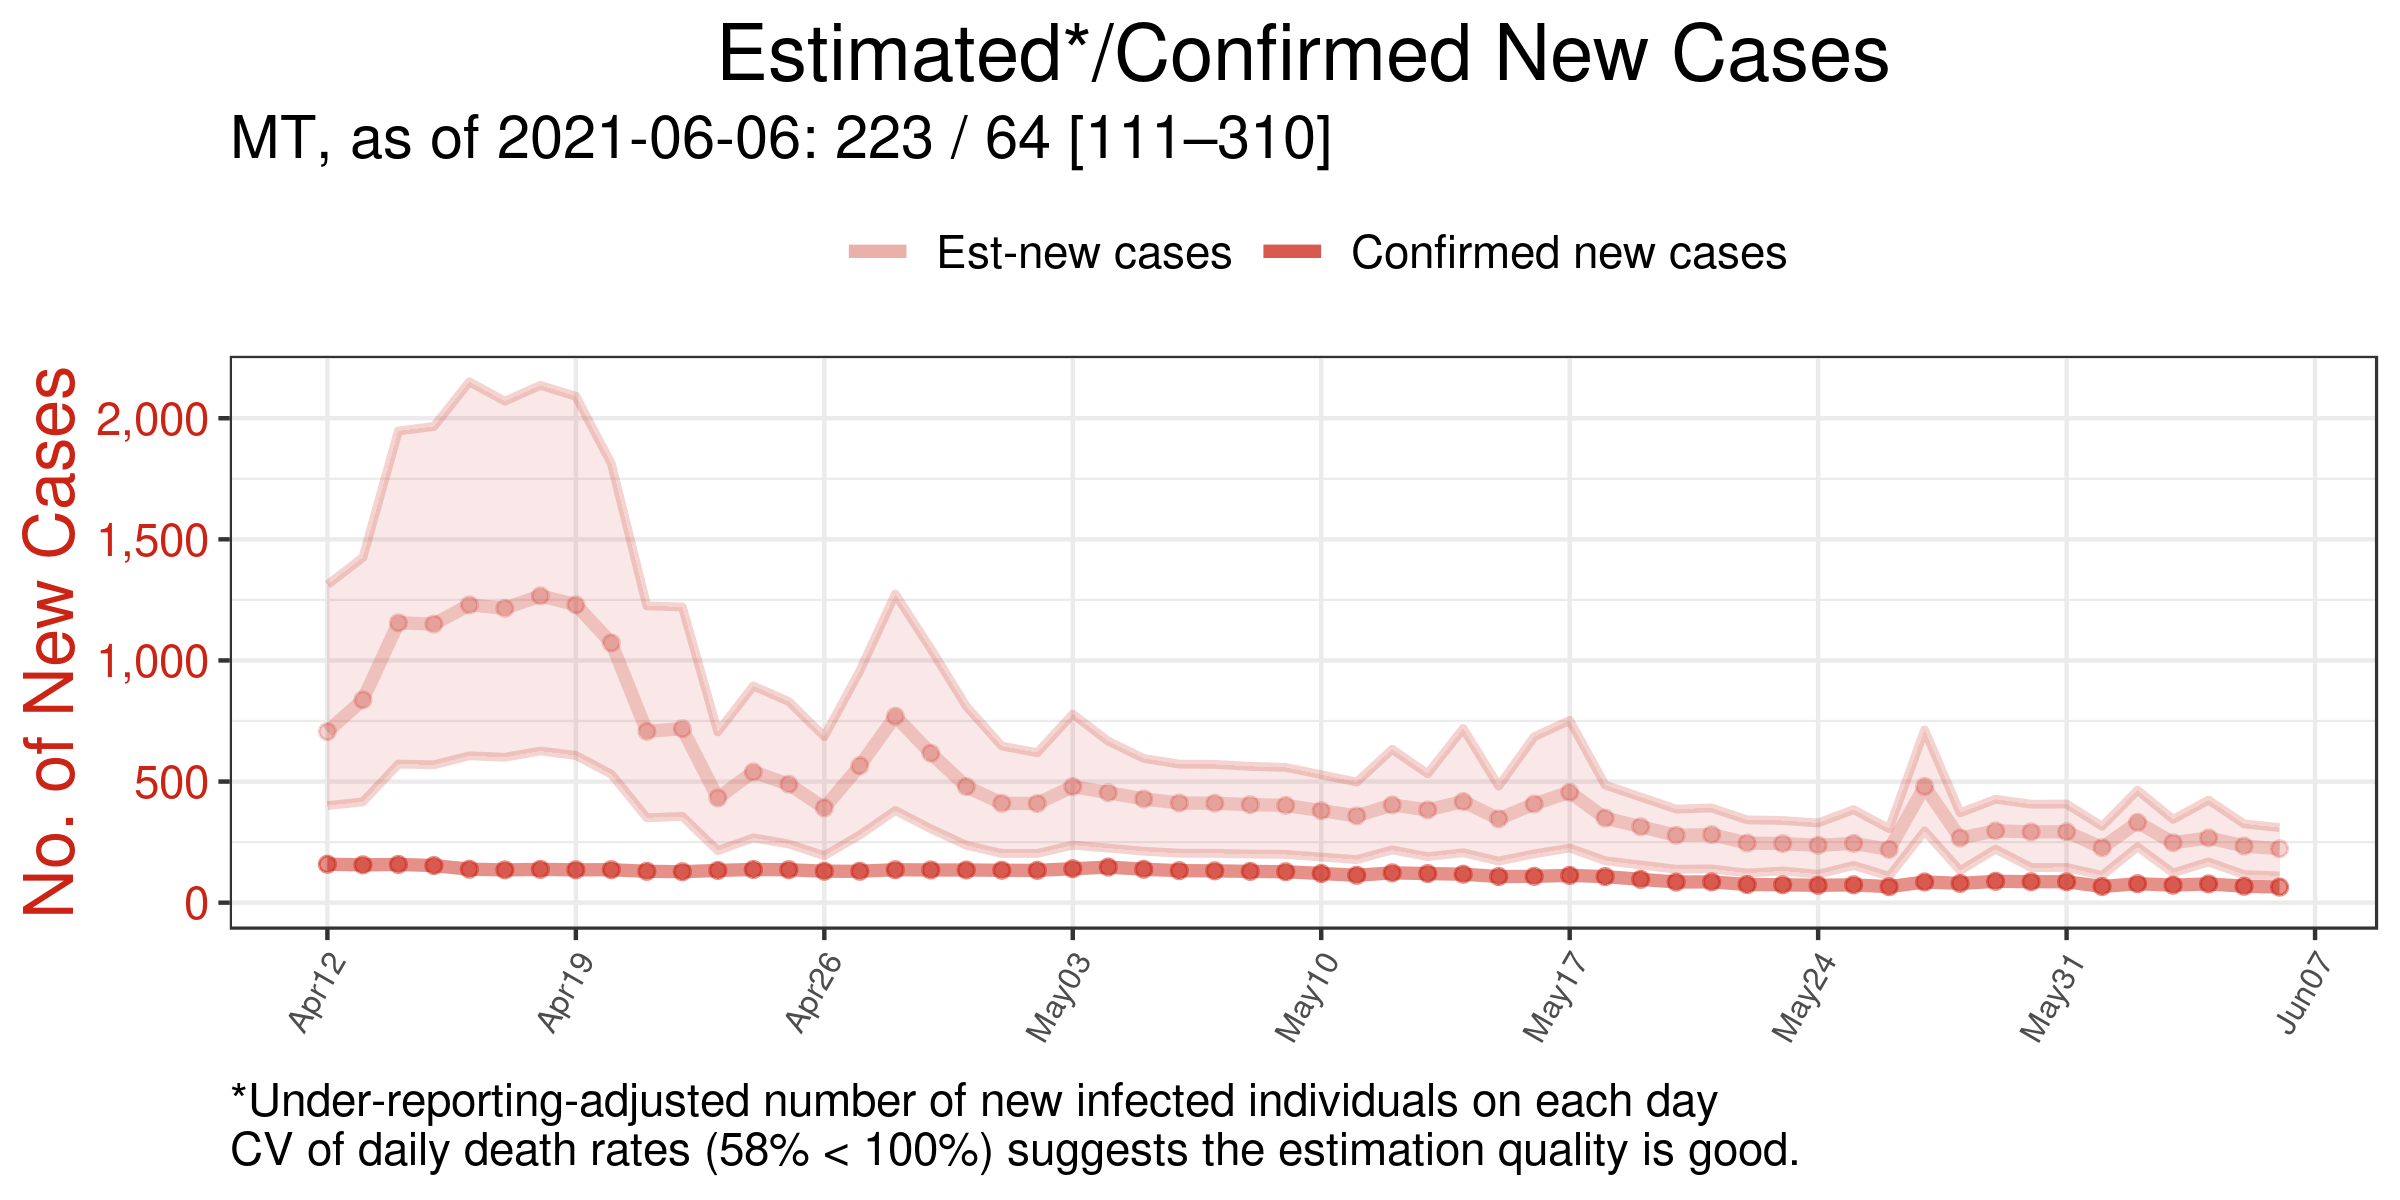 Estimated*/Confirmed New Cases
MT, as of 2021-06-06: 223 / 64 [111–310]
Est-new cases
Confirmed new cases
No. of New Cases
2,000
1,500
1,000
500
0
Apr12
Apr19
Apr26
May03
May10
May17
May24
May31
Jun07
*Under-reporting-adjusted number of new infected individuals on each day
CV of daily death rates (58% < 100%) suggests the estimation quality is good.